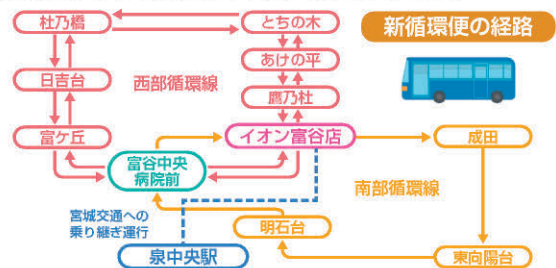 新循環便の経路
杜乃橋
とちの木
あけの平
日吉台
西部循環線
鷹乃杜
富ケ丘
イオン富谷店
成田
富谷中央
病院前
南部循環線
宮城交通への
乗り継ぎ運行
明石台
泉中央駅
東向陽台